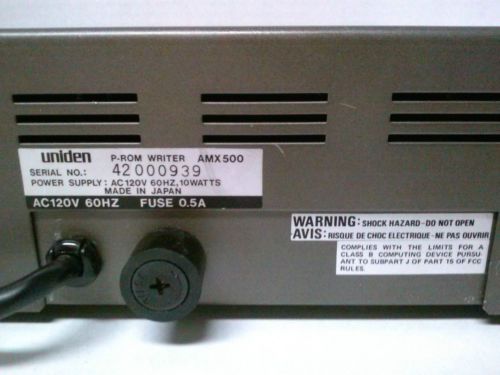 uniden P-ROM WRITER AMX500
SERIAL NO.: 42000939
POWER SUPPLY: AC120V 60HZ, 10WATTS
MADE IN JAPAN
AC120V 60HZ FUSE 0.5A
WARNING: SHOCK HAZARD-DO NOT OPEN
AVIS: RISQUE DE CHOC ELECTRIQUE-NE PAS OUVRIR
COMPLIES WITH THE LIMITS FOR A
CLASS B COMPUTING DEVICE PURSU-
ANT TO SUBPART J OF PART 15 OF FCC
RULES.